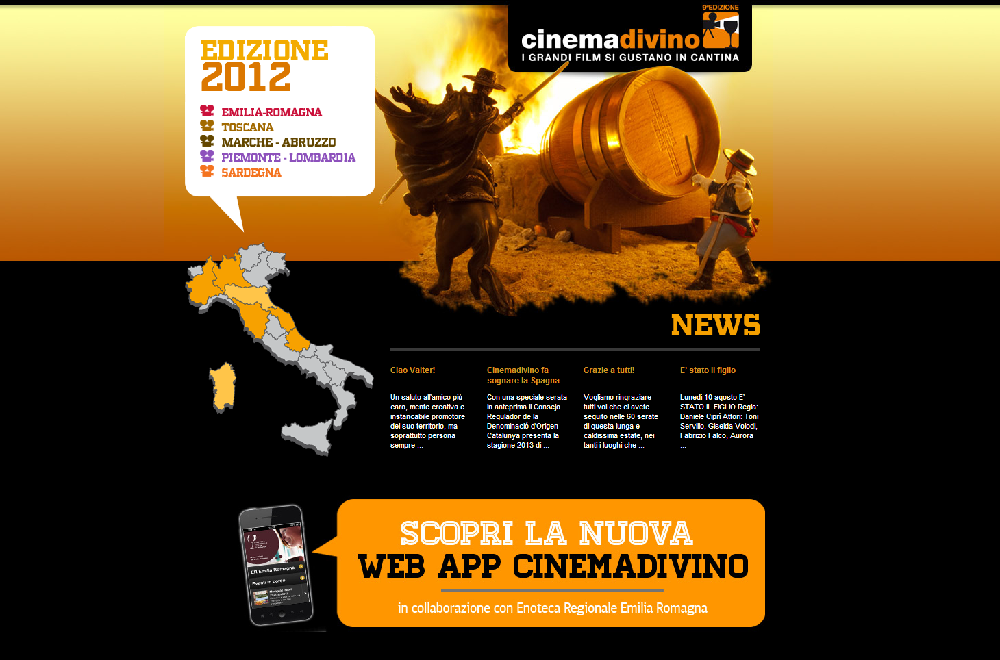 9ª EDIZIONE
cinemadivino
I GRANDI FILM SI GUSTANO IN CANTINA
EDIZIONE
2012
EMILIA-ROMAGNA
TOSCANA
MARCHE - ABRUZZO
PIEMONTE - LOMBARDIA
SARDEGNA
NEWS
Ciao Valter!
Un saluto all'amico più
caro, mente creativa e
instancabile promotore
del suo territorio, ma
soprattutto persona
sempre ...
Cinemadivino fa
sognare la Spagna
Con una speciale serata
in anteprima il Consejo
Regulador de la
Denominació d'Origen
Catalunya presenta la
stagione 2013 di ...
Grazie a tutti!
Vogliamo ringraziare
tutti voi che ci avete
seguito nelle 60 serate
di questa lunga e
caldissima estate, nei
tanti i luoghi che ...
E' stato il figlio
Lunedì 10 agosto E'
STATO IL FIGLIO Regia:
Daniele Ciprì Attori: Toni
Servillo, Giselda Volodi,
Fabrizio Falco, Aurora
...
ER Emilia Romagna
Eventi in corso
Marigold Hotel
SCOPRI LA NUOVA
WEB APP CINEMADIVINO
in collaborazione con Enoteca Regionale Emilia Romagna